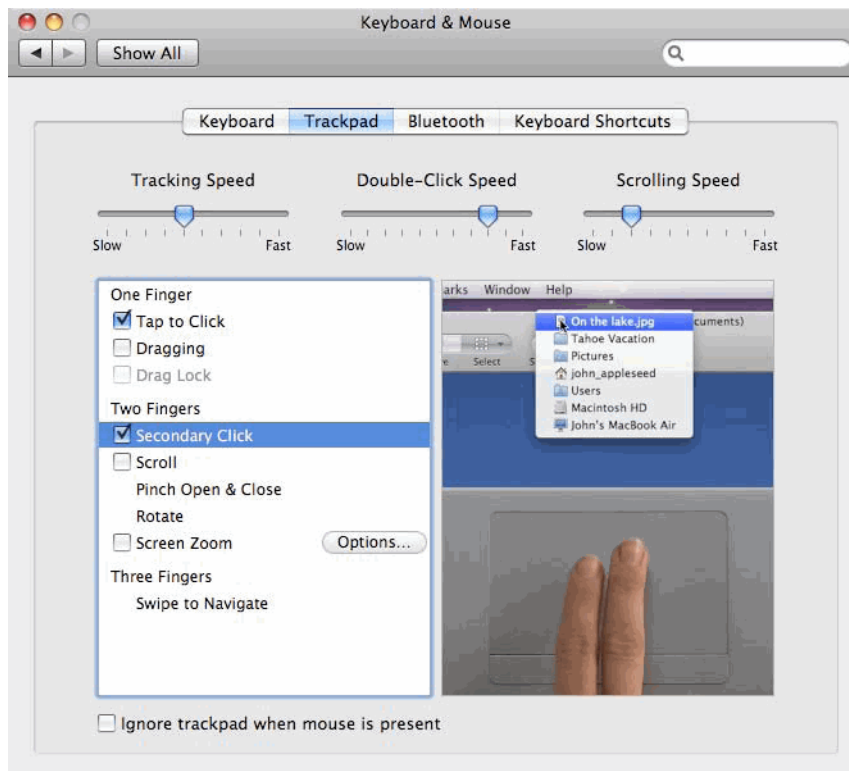 Keyboard & Mouse
Show All
Keyboard Trackpad Bluetooth Keyboard Shortcuts
Tracking Speed Double-Click Speed Scrolling Speed
Slow Fast Slow Fast Slow Fast
One Finger
Tap to Click
Dragging
Drag Lock
Two Fingers
Secondary Click
Scroll
Pinch Open & Close
Rotate
Screen Zoom Options...
Three Fingers
Swipe to Navigate
arks Window Help
On the lake.jpg cuments)
Tahoe Vacation
Select Pictures
john_appleseed
Users
Macintosh HD
John's MacBook Air
Ignore trackpad when mouse is present